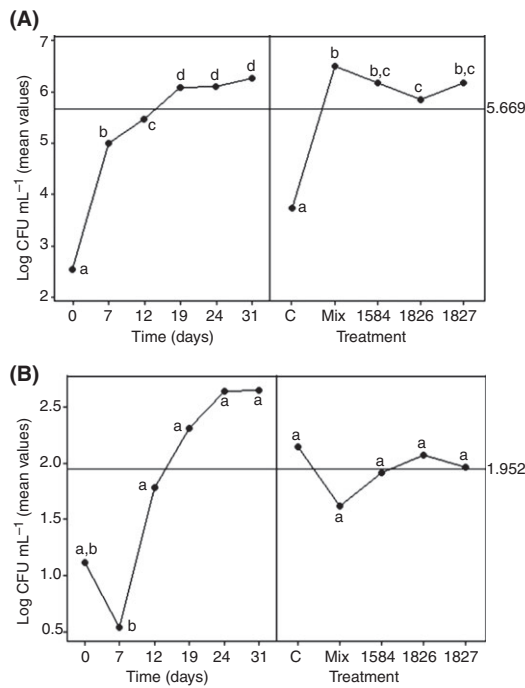 (A)
7
6
5
4
3
2
Log CFU mL⁻¹ (mean values)
a
b
c
d
d
d
0 7 12 19 24 31
Time (days)
a
b
b,c
c
b,c
5.669
C Mix 1584 1826 1827
Treatment
(B)
2.5
2.0
1.5
1.0
0.5
Log CFU mL⁻¹ (mean values)
a,b
b
a
a
a
a
0 7 12 19 24 31
Time (days)
a
a
a
a
a
1.952
C Mix 1584 1826 1827
Treatment